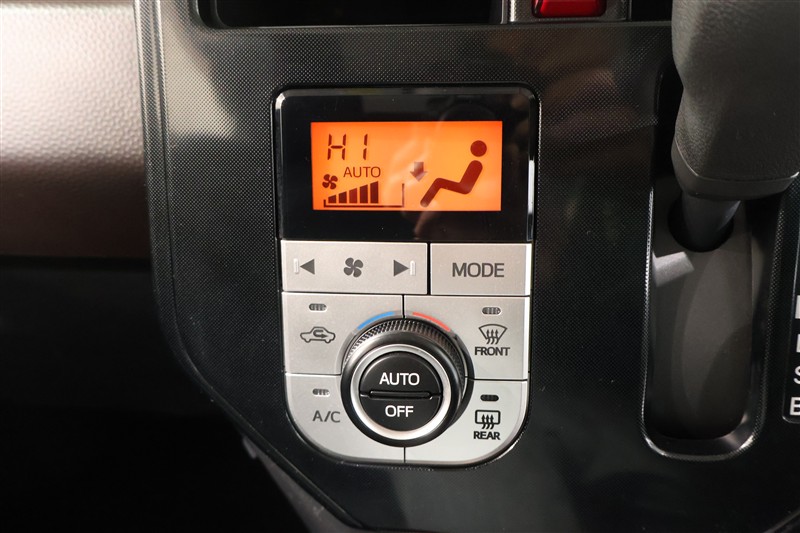 HI
AUTO
MODE
FRONT
AUTO
OFF
A/C
REAR
S